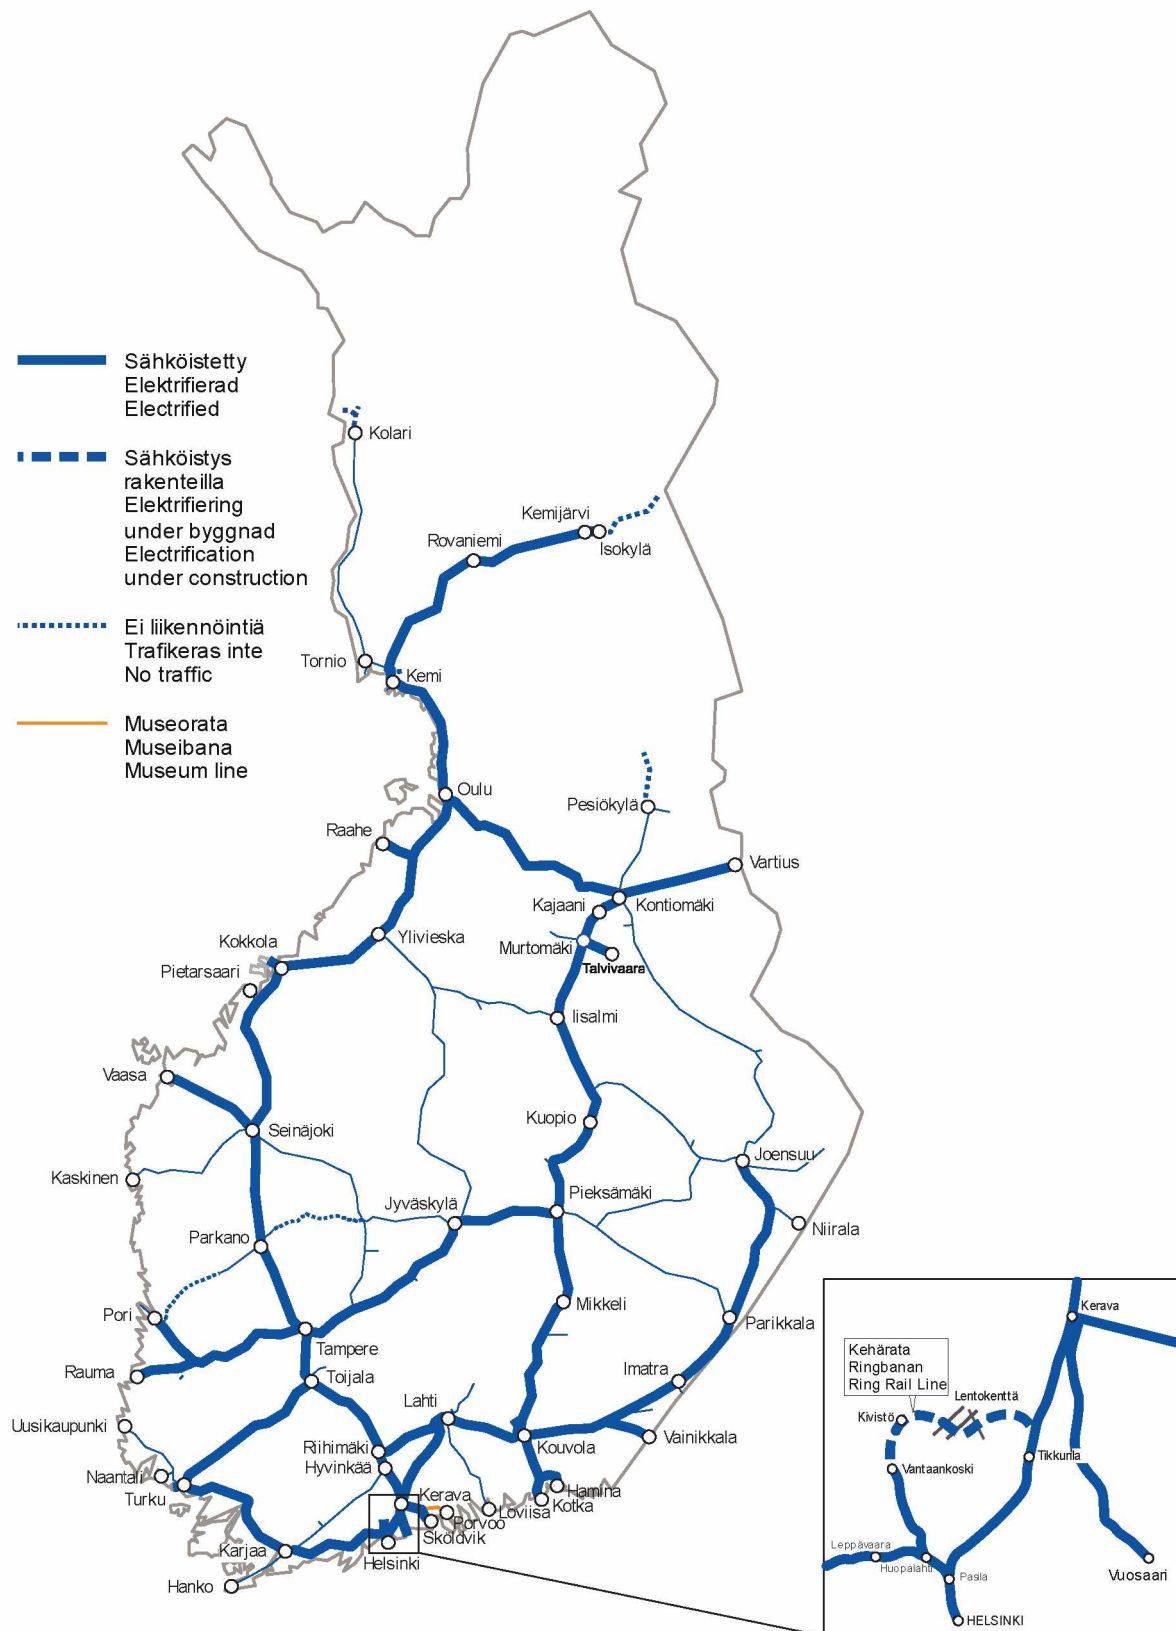 Sähköistetty
Elektrifierad
Electrified
Sähköistys
rakenteilla
Elektrifiering
under byggnad
Electrification
under construction
Ei liikennöintiä
Trafikeras inte
No traffic
Museorata
Museibana
Museum line
Kolari
Kemijärvi
Isokylä
Rovaniemi
Tornio
Kemi
Oulu
Pesiökylä
Raahe
Vartius
Kajaani
Kontiomäki
Ylivieska
Murtomäki
Talvivaara
Kokkola
Pietarsaari
Iisalmi
Vaasa
Kuopio
Seinäjoki
Joensuu
Kaskinen
Jyväskylä
Pieksämäki
Niirala
Parkano
Mikkeli
Pori
Parikkala
Tampere
Rauma
Toijala
Imatra
Lahti
Uusikaupunki
Kouvola
Vainikkala
Riihimäki
Hyvinkää
Naantali
Turku
Hamina
Kotka
Kerava
Loviisa
Porvoo
Sköldvik
Karjaa
Helsinki
Hanko
Kerava
Kehärata
Ringbanan
Ring Rail Line
Lentokenttä
Kivistö
Tikkurila
Vantaankoski
Leppävaara
Huopalahti
Pasila
Vuosaari
HELSINKI